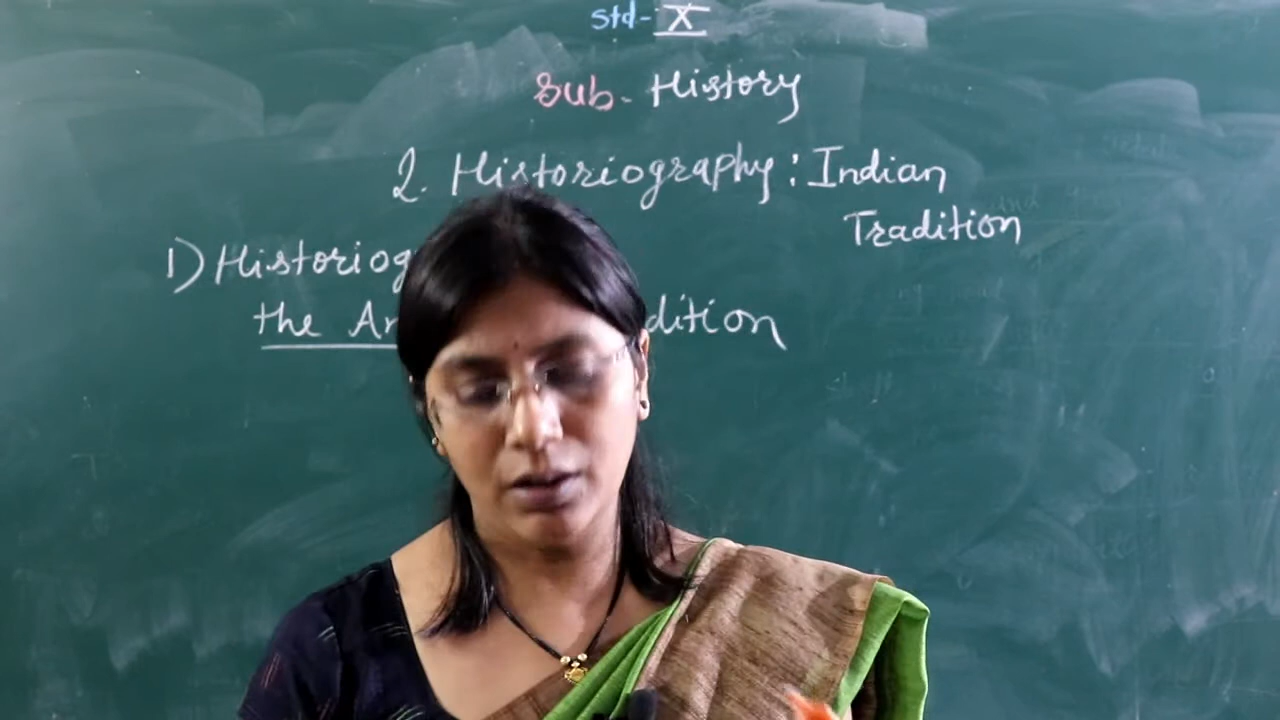 Std- X
Sub- History
2. Historiography : Indian
Tradition
1) Historiog
the Ar dition